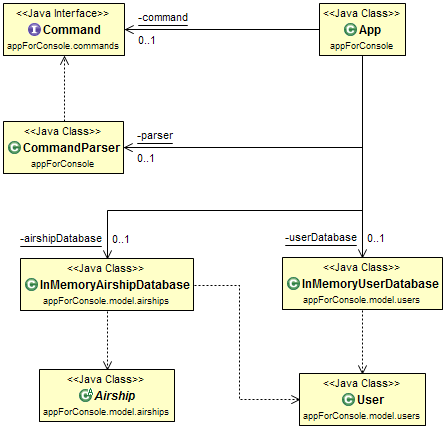 <<Java Interface>>
I Command
appForConsole.commands
-command
0..1
<<Java Class>>
C App
appForConsole
<<Java Class>>
C CommandParser
appForConsole
-parser
0..1
-airshipDatabase
0..1
-userDatabase
0..1
<<Java Class>>
C InMemoryAirshipDatabase
appForConsole.model.airships
<<Java Class>>
C InMemoryUserDatabase
appForConsole.model.users
<<Java Class>>
C A Airship
appForConsole.model.airships
<<Java Class>>
C User
appForConsole.model.users